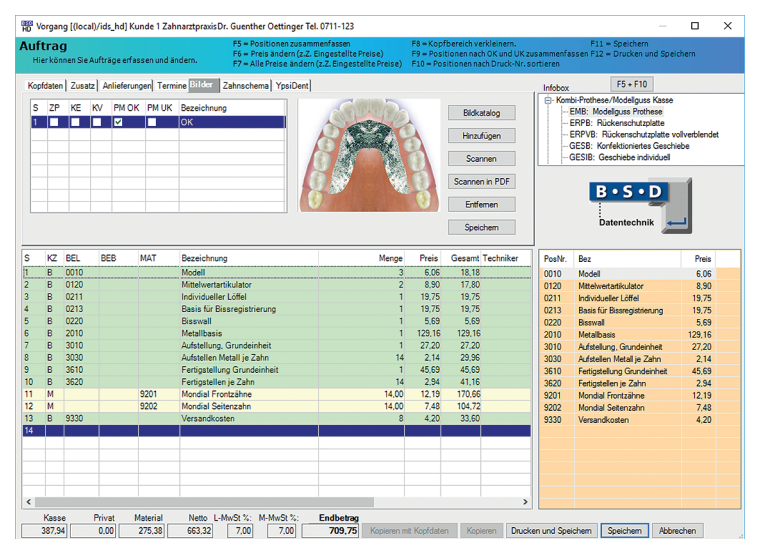 Vorgang [(local)/ids_hd] Kunde 1 ZahnarztpraxisDr. Guenther Oettinger Tel. 0711-123
Auftrag
Hier können Sie Aufträge erfassen und ändern.
F5 = Positionen zusammenfassen
F6 = Preis ändern (z.Z. Eingestellte Preise)
F7 = Alle Preise ändern (z.Z. Eingestellte Preise)
F8 = Kopfbereich verkleinern.
F9 = Positionen nach OK und UK zusammenfassen
F10 = Positionen nach Druck-Nr. sortieren
F11 = Speichern
F12 = Drucken und Speichern
Kopfdaten Zusatz Anlieferungen Termine Bilder Zahnschema YpsiDent
S ZP KE KV PM OK PM UK Bezeichnung
1 OK
Bildkatalog
Hinzufügen
Scannen
Scannen in PDF
Entfernen
Speichern
Infobox
F5 + F10
Kombi-Prothese/Modellguss Kasse
EMB: Modellguss Prothese
ERPB: Rückenschutzplatte
ERPVB: Rückenschutzplatte vollverblendet
GESB: Konfektioniertes Geschiebe
GESIB: Geschiebe individuell
B•S•D
Datentechnik
S KZ BEL BEB MAT Bezeichnung Menge Preis Gesamt Techniker
1 B 0010 Modell 3 6,06 18,18
2 B 0120 Mittelwertartikulator 2 8,90 17,80
3 B 0211 Individueller Löffel 1 19,75 19,75
4 B 0213 Basis für Bissregistrierung 1 19,75 19,75
5 B 0220 Bisswall 1 5,69 5,69
6 B 2010 Metallbasis 1 129,16 129,16
7 B 3010 Aufstellung, Grundeinheit 1 27,20 27,20
8 B 3030 Aufstellen Metall je Zahn 14 2,14 29,96
9 B 3610 Fertigstellung Grundeinheit 1 45,69 45,69
10 B 3620 Fertigstellen je Zahn 14 2,94 41,16
11 M 9201 Mondial Frontzähne 14,00 12,19 170,66
12 M 9202 Mondial Seitenzahn 14,00 7,48 104,72
13 B 9330 Versandkosten 8 4,20 33,60
14
PosNr. Bez Preis
0010 Modell 6,06
0120 Mittelwertartikulator 8,90
0211 Individueller Löffel 19,75
0213 Basis für Bissregistrierung 19,75
0220 Bisswall 5,69
2010 Metallbasis 129,16
3010 Aufstellung, Grundeinheit 27,20
3030 Aufstellen Metall je Zahn 2,14
3610 Fertigstellung Grundeinheit 45,69
3620 Fertigstellen je Zahn 2,94
9201 Mondial Frontzähne 12,19
9202 Mondial Seitenzahn 7,48
9330 Versandkosten 4,20
Kasse Privat Material Netto L-MwSt %: M-MwSt %: Endbetrag
387,94 0,00 275,38 663,32 7,00 7,00 709,75
Kopieren mit Kopfdaten Kopieren Drucken und Speichern Speichern Abbrechen